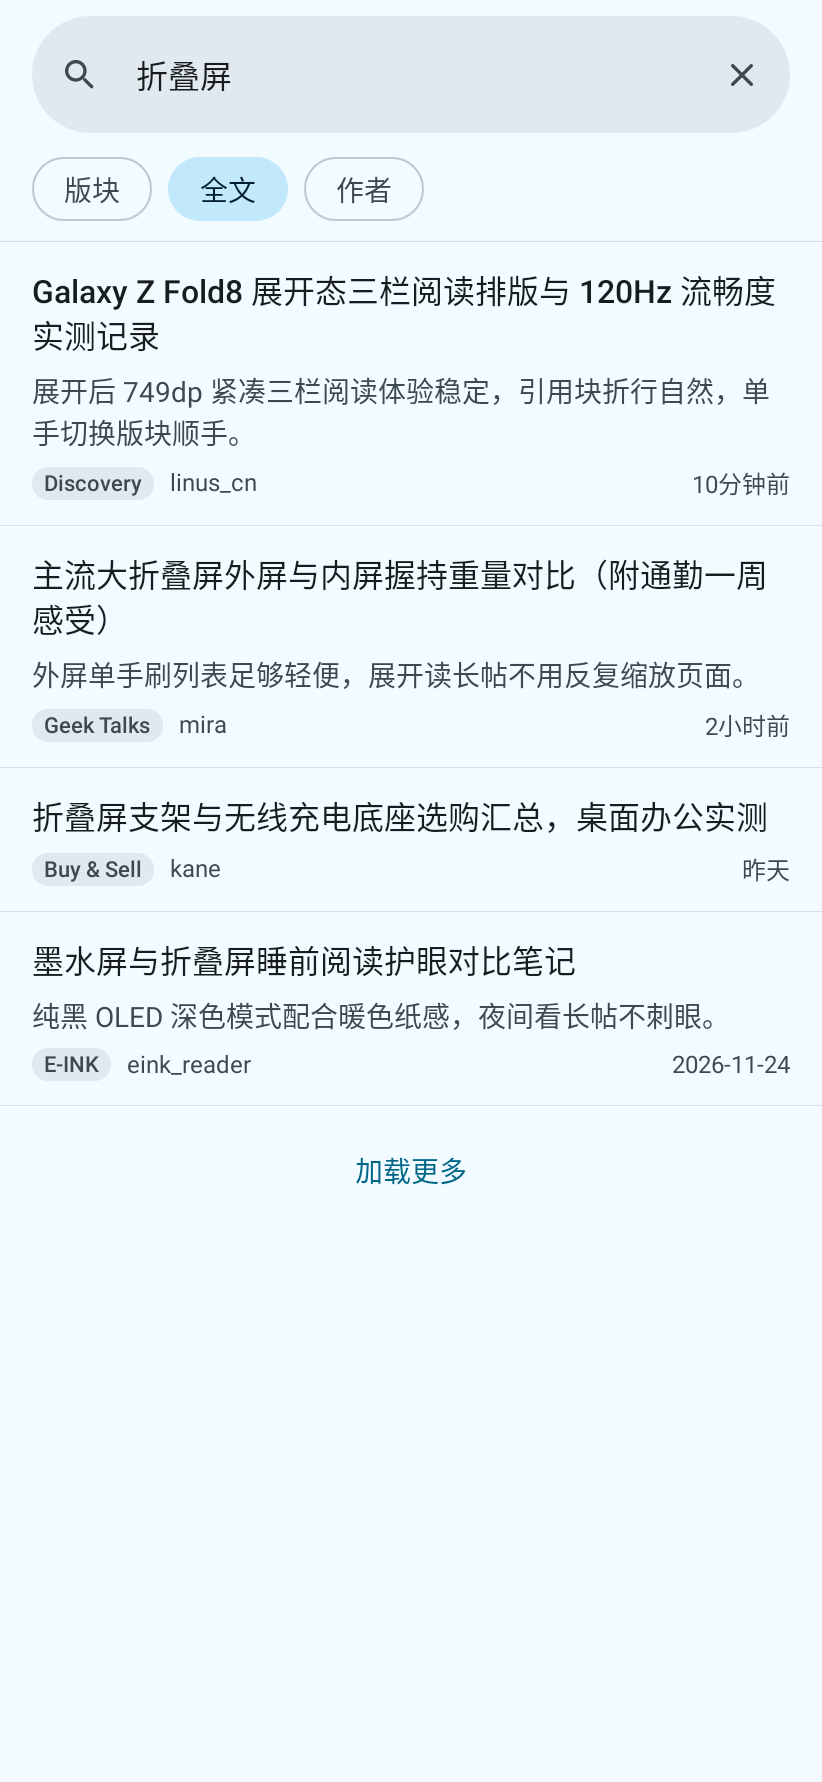 折叠屏
版块 全文 作者
Galaxy Z Fold8 展开态三栏阅读排版与 120Hz 流畅度
实测记录
展开后 749dp 紧凑三栏阅读体验稳定，引用块折行自然，单
手切换版块顺手。
Discovery linus_cn 10分钟前
主流大折叠屏外屏与内屏握持重量对比（附通勤一周
感受）
外屏单手刷列表足够轻便，展开读长帖不用反复缩放页面。
Geek Talks mira 2小时前
折叠屏支架与无线充电底座选购汇总，桌面办公实测
Buy & Sell kane 昨天
墨水屏与折叠屏睡前阅读护眼对比笔记
纯黑 OLED 深色模式配合暖色纸感，夜间看长帖不刺眼。
E-INK eink_reader 2026-11-24
加载更多